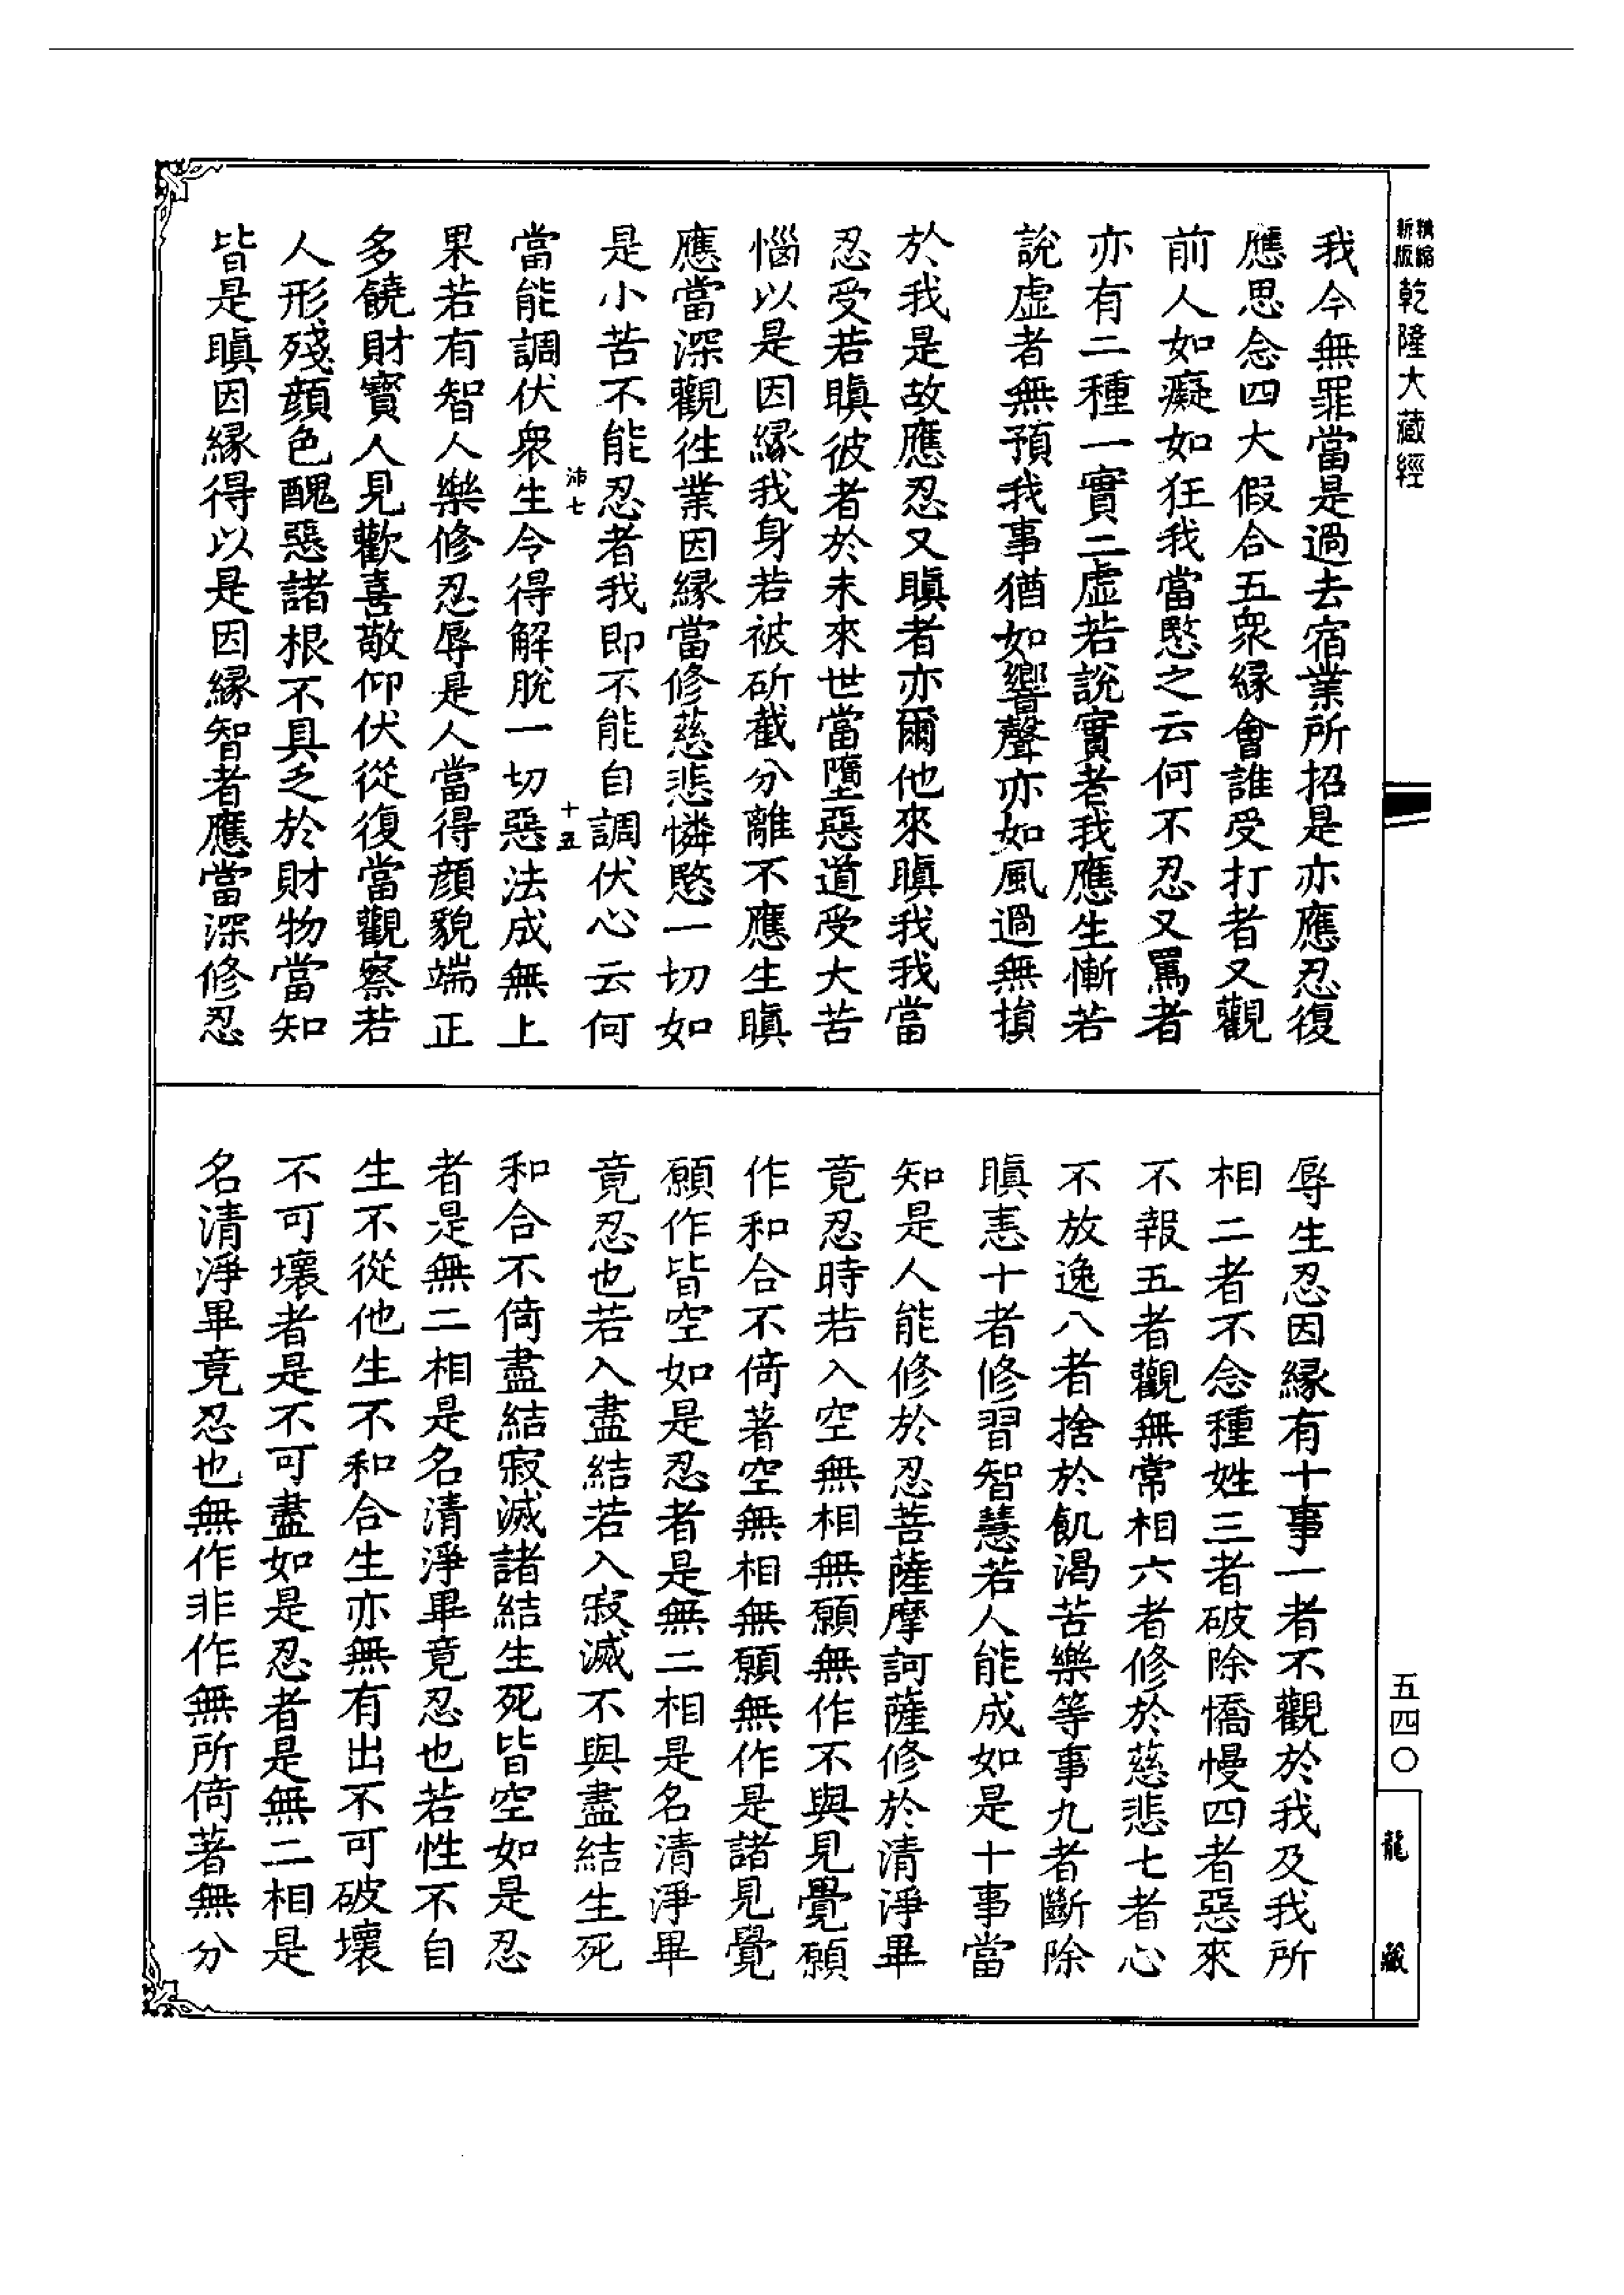 精縮
新版
乾隆大藏經
我今無罪當是過去宿業所招是亦應忍復
應思念四大假合五眾緣會誰受打者又觀
前人如癡如狂我當愍之云何不忍又罵者
亦有二種一實二虛若說實者我應生慚若
說虛者無預我事猶如響聲亦如風過無損
於我是故應忍又瞋者亦爾他來瞋我我當
忍受若瞋彼者於未來世當墮惡道受大苦
惱以是因緣我身若被斫截分離不應生瞋
應當深觀往業因緣當修慈悲憐愍一切如
是小苦不能忍者我即不能自調伏心云何
沛七
十五
當能調伏眾生令得解脫一切惡法成無上
果若有智人樂修忍辱是人當得顏貌端正
多饒財寶人見歡喜敬仰伏從復當觀察若
人形殘顏色醜惡諸根不具乏於財物當知
皆是瞋因緣得以是因緣智者應當深修忍
辱生忍因緣有十事一者不觀於我及我所
相二者不念種姓三者破除憍慢四者惡來
不報五者觀無常相六者修於慈悲七者心
不放逸八者捨於飢渴苦樂等事九者斷除
瞋恚十者修習智慧若人能成如是十事當
知是人能修於忍菩薩摩訶薩修於清淨畢
竟忍時若入空無相無願無作不與見覺願
作和合不倚著空無相無願無作是諸見覺
願作皆空如是忍者是無二相是名清淨畢
竟忍也若入盡結若入寂滅不與盡結生死
和合不倚盡結寂滅諸結生死皆空如是忍
者是無二相是名清淨畢竟忍也若性不自
生不從他生不和合生亦無有出不可破壞
不可壞者是不可盡如是忍者是無二相是
名清淨畢竟忍也無作非作無所倚著無分
五四〇
龍藏